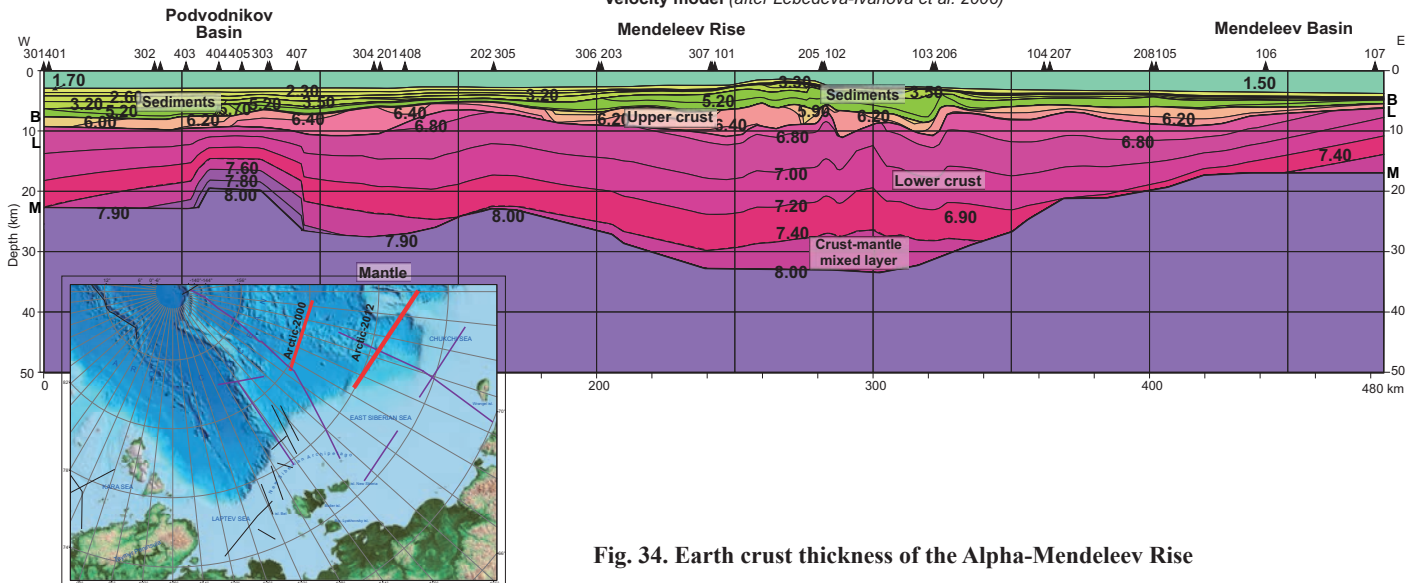 Velocity model (after Lebedeva-Ivanova et al. 2006)
Podvodnikov
Basin
Mendeleev Rise
Mendeleev Basin
W
E
301 401 302 403 404 405 303 407 304 201 408 202 305 306 203 307 101 205 102 103 206 104 207 208 105 106 107
0
0
1.70
2.60
2.30
3.30
1.50
3.20
5.20
Sediments
5.70
6.20
3.50
3.20
5.20
Sediments
3.50
B
6.00
6.20
6.40
6.40
6.80
6.20
Upper crust
6.40
5.90
6.20
6.20
B
10
10
L
6.80
6.80
L
7.60
7.80
8.00
7.00
Lower crust
7.40
M
20
20
M
7.90
8.00
7.20
6.90
7.90
7.40
Crust-mantle
mixed layer
30
30
8.00
Depth (km)
Mantle
40
40
50
50
0
200
300
400
480 km
Arctic-2000
Arctic-2012
CHUKCHI SEA
EAST SIBERIAN SEA
KARA SEA
LAPTEV SEA
Fig. 34. Earth crust thickness of the Alpha-Mendeleev Rise